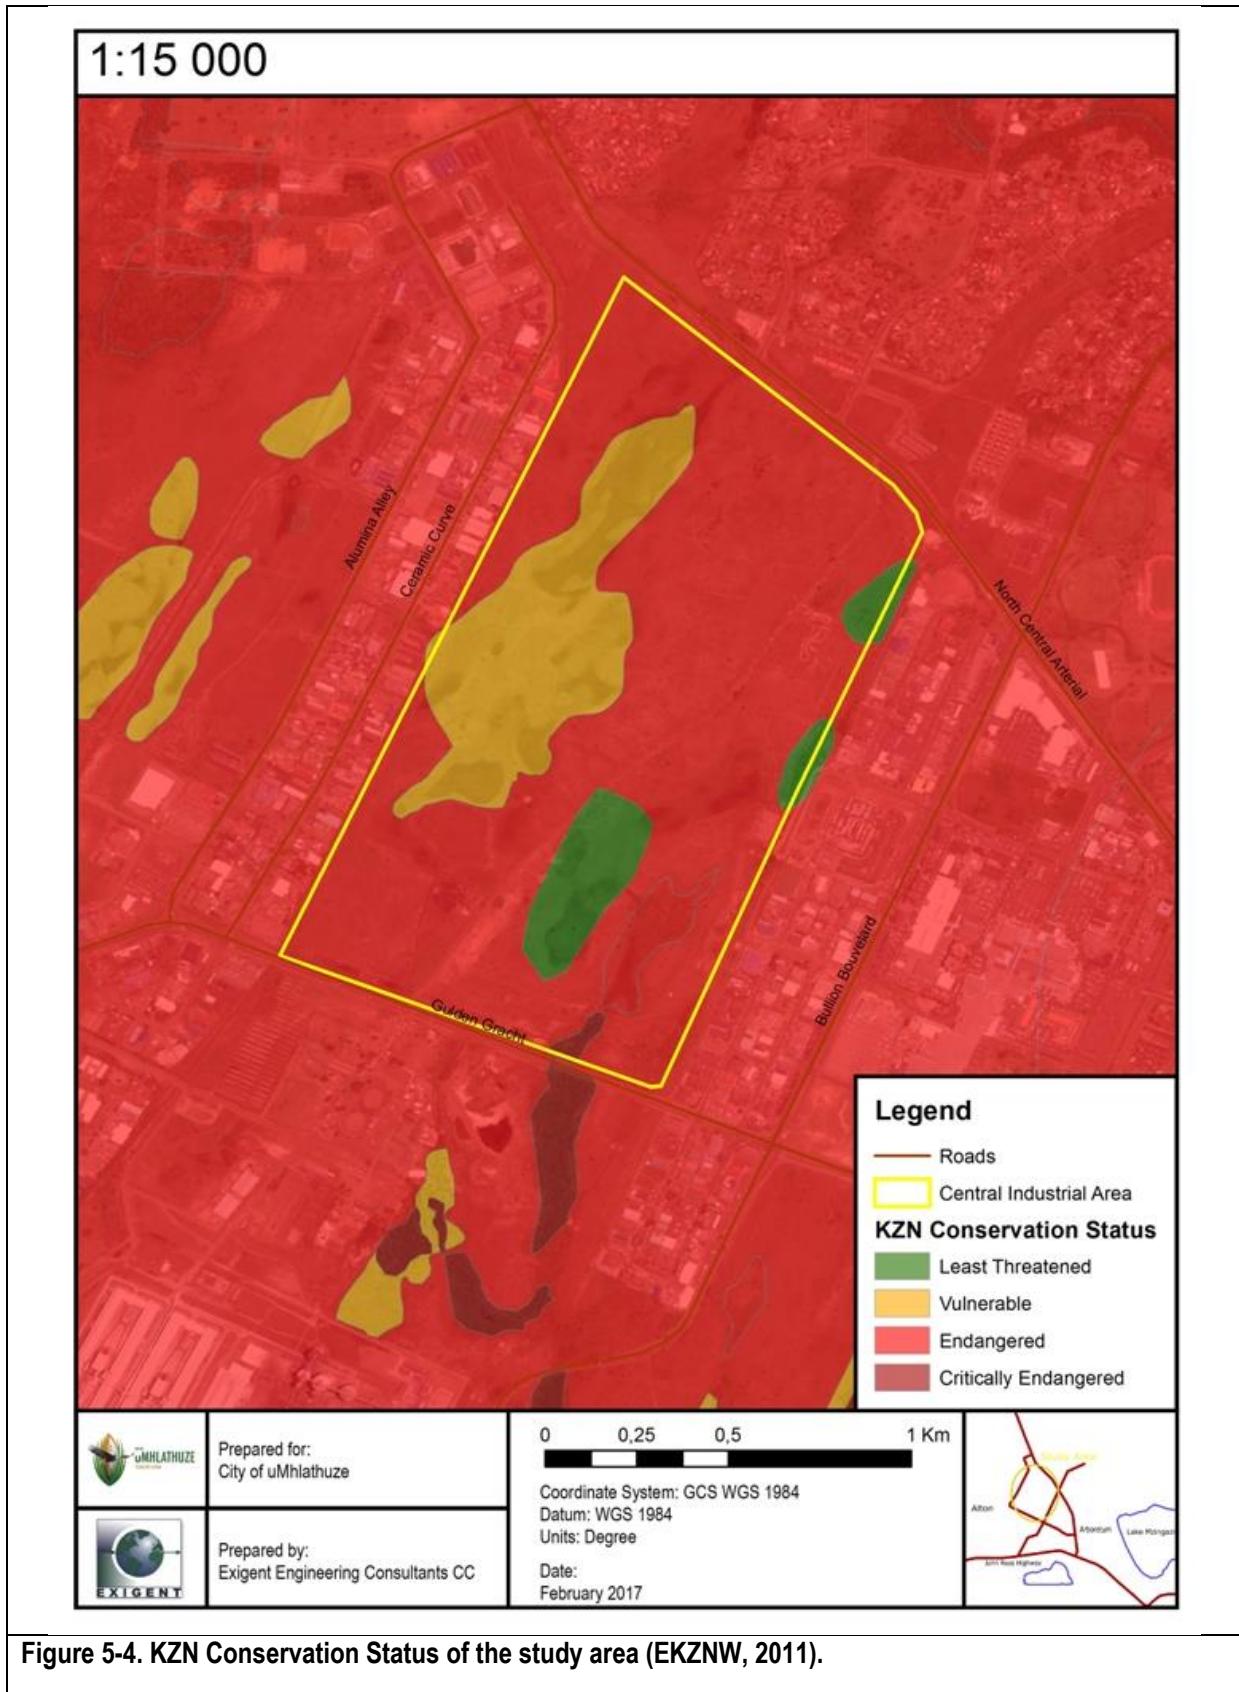 1:15 000
Alumina Alley
Ceramic Curve
North Central Arterial
Bullion Bouvelard
Gulden Gracht
Legend
Roads
Central Industrial Area
KZN Conservation Status
Least Threatened
Vulnerable
Endangered
Critically Endangered
uMHLATHUZE
Prepared for:
City of uMhlathuze
EXIGENT
Prepared by:
Exigent Engineering Consultants CC
0 0,25 0,5 1 Km
Coordinate System: GCS WGS 1984
Datum: WGS 1984
Units: Degree
Date:
February 2017
Study Area
Alton
Arboretum
John Ross Highway
Figure 5-4. KZN Conservation Status of the study area (EKZNW, 2011).